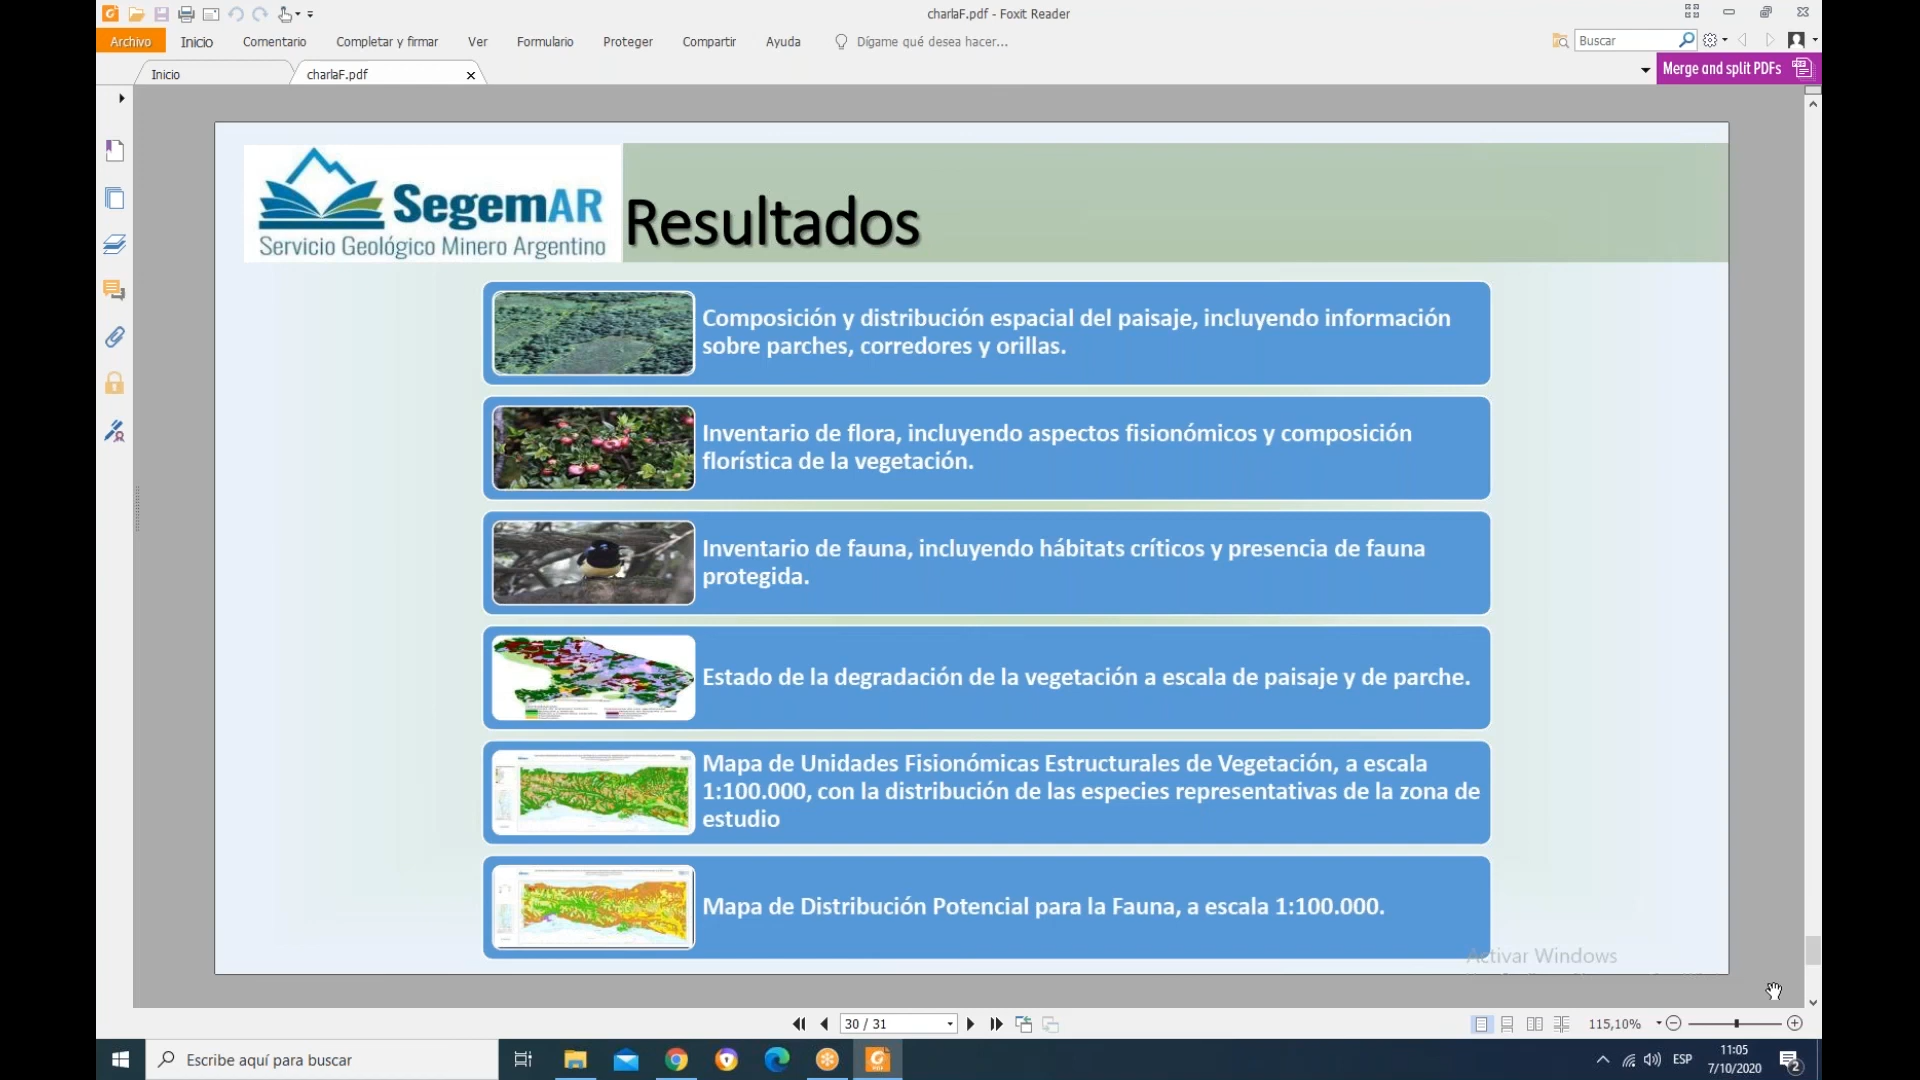 charlaF.pdf - Foxit Reader
Archivo Inicio Comentario Completar y firmar Ver Formulario Proteger Compartir Ayuda Dígame qué desea hacer... Buscar
Inicio charlaF.pdf Merge and split PDFs
SegemAR
Servicio Geológico Minero Argentino
Resultados
Composición y distribución espacial del paisaje, incluyendo información
sobre parches, corredores y orillas.
Inventario de flora, incluyendo aspectos fisionómicos y composición
florística de la vegetación.
Inventario de fauna, incluyendo hábitats críticos y presencia de fauna
protegida.
Estado de la degradación de la vegetación a escala de paisaje y de parche.
Mapa de Unidades Fisionómicas Estructurales de Vegetación, a escala
1:100.000, con la distribución de las especies representativas de la zona de
estudio
Mapa de Distribución Potencial para la Fauna, a escala 1:100.000.
Activar Windows
30 / 31 115,10%
Escribe aquí para buscar
ESP
11:05
7/10/2020
2